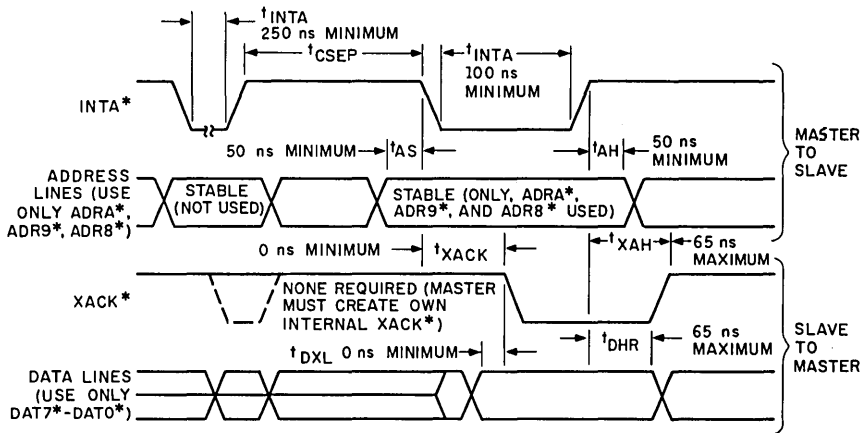 tINTA
250 ns MINIMUM
tCSEP
tINTA
100 ns
MINIMUM
INTA*
50 ns MINIMUM
tAS
tAH
50 ns
MINIMUM
MASTER
TO
SLAVE
ADDRESS
LINES (USE
ONLY ADRA*,
ADR9*, ADR8*)
STABLE
(NOT USED)
STABLE (ONLY, ADRA*,
ADR9*, AND ADR8* USED)
0 ns MINIMUM
tXACK
tXAH
65 ns
MAXIMUM
XACK*
NONE REQUIRED (MASTER
MUST CREATE OWN
INTERNAL XACK*)
tDXL 0 ns MINIMUM
tDHR
65 ns
MAXIMUM
SLAVE
TO
MASTER
DATA LINES
(USE ONLY
DAT7*-DAT0*)